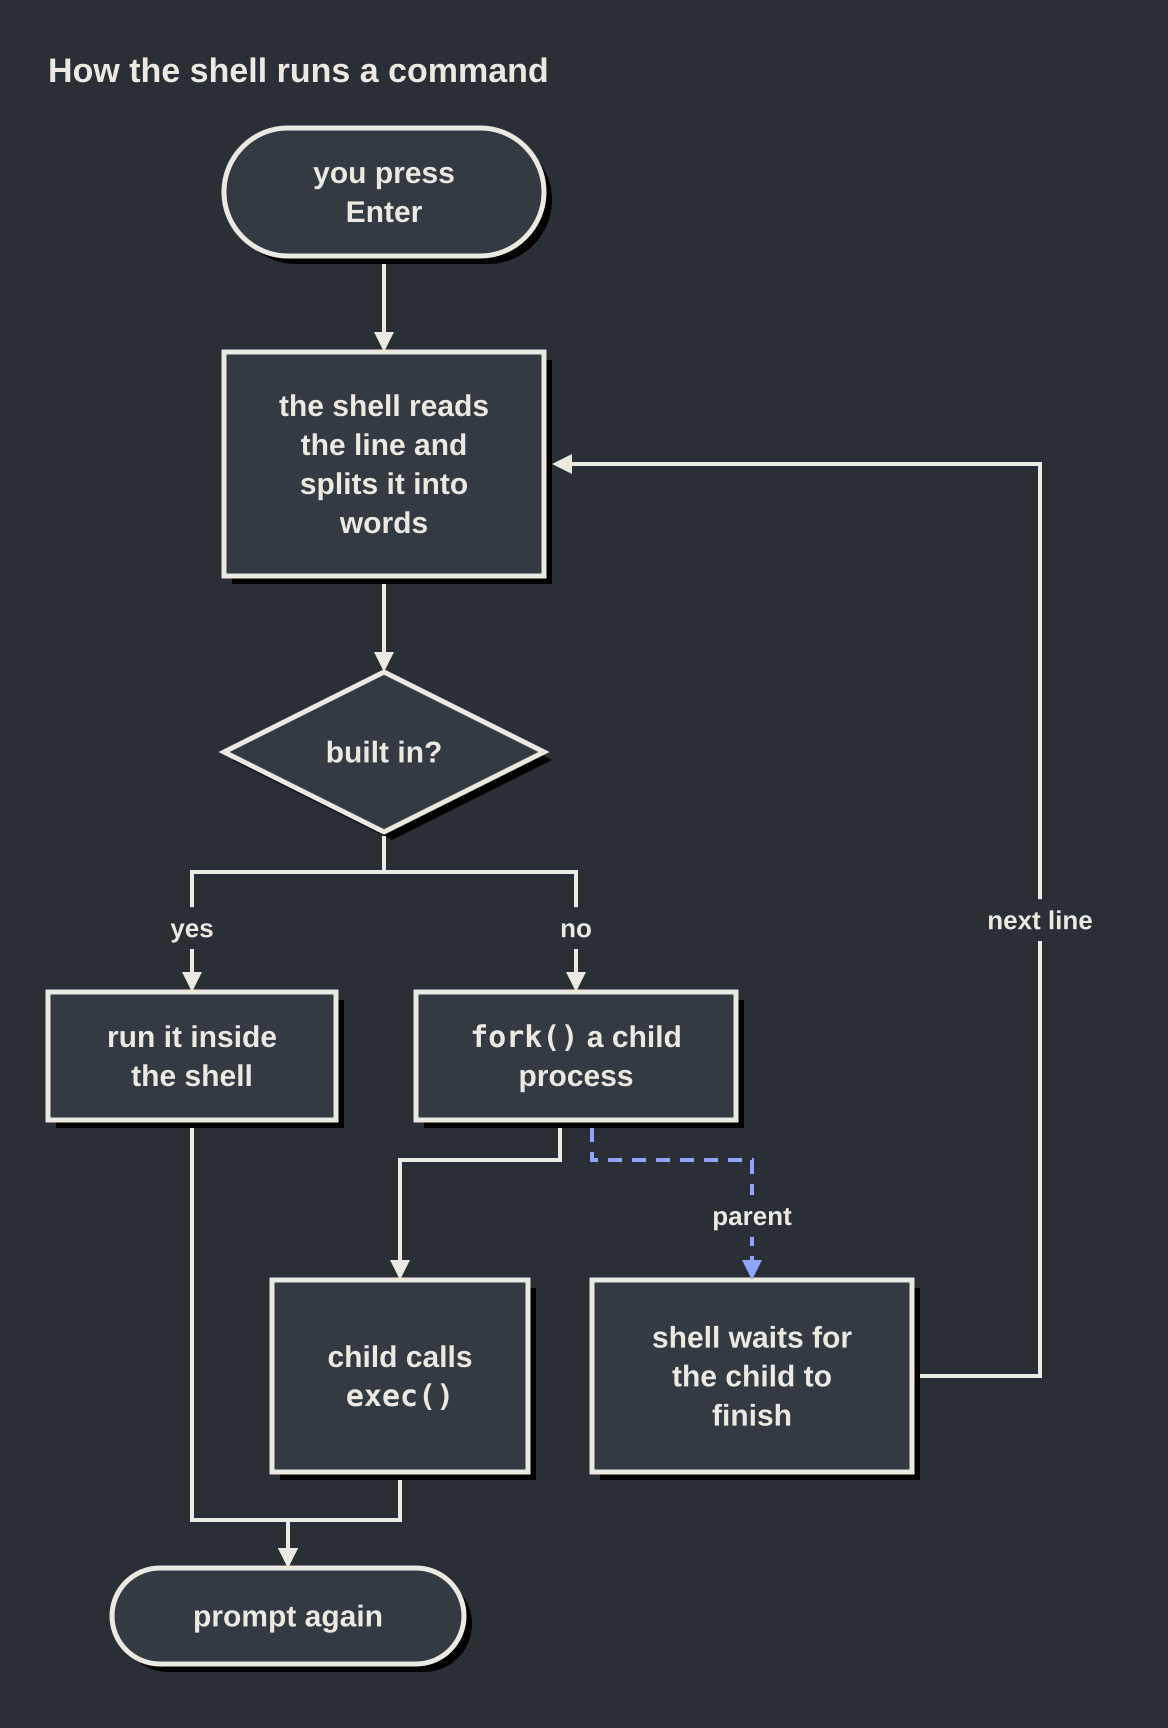 How the shell runs a command
you press
Enter
the shell reads
the line and
splits it into
words
built in?
yes
no
next line
run it inside
the shell
fork() a child
process
parent
child calls
exec()
shell waits for
the child to
finish
prompt again